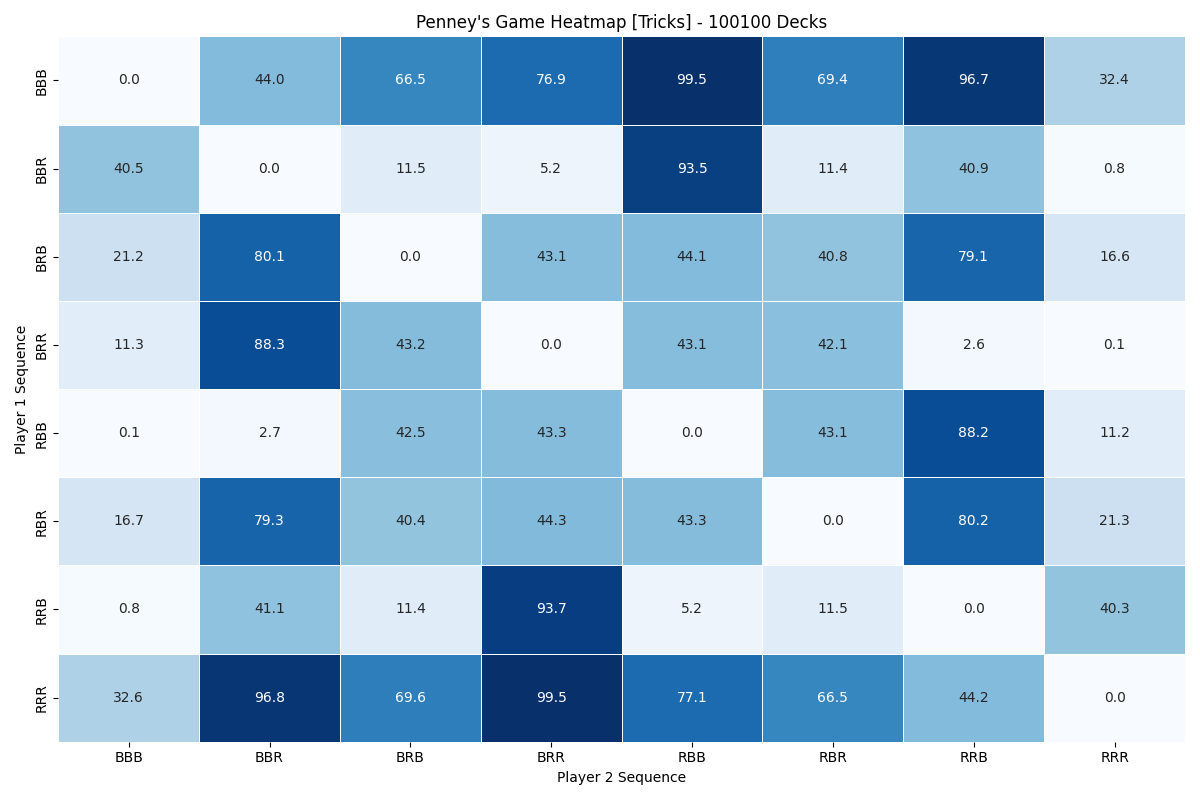 Penney's Game Heatmap [Tricks] - 100100 Decks
Player 1 Sequence
BBB 0.0 44.0 66.5 76.9 99.5 69.4 96.7 32.4
BBR 40.5 0.0 11.5 5.2 93.5 11.4 40.9 0.8
BRB 21.2 80.1 0.0 43.1 44.1 40.8 79.1 16.6
BRR 11.3 88.3 43.2 0.0 43.1 42.1 2.6 0.1
RBB 0.1 2.7 42.5 43.3 0.0 43.1 88.2 11.2
RBR 16.7 79.3 40.4 44.3 43.3 0.0 80.2 21.3
RRB 0.8 41.1 11.4 93.7 5.2 11.5 0.0 40.3
RRR 32.6 96.8 69.6 99.5 77.1 66.5 44.2 0.0
BBB BBR BRB BRR RBB RBR RRB RRR
Player 2 Sequence